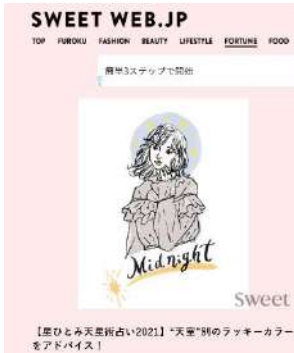 SWEET WEB.JP
TOP FUROKU FASHION BEAUTY LIFESTYLE FORTUNE FOOD
簡単3ステップで開始
Midnight
Sweet
【星ひとみ天星術占い2021】“天室”別のラッキーカラー
をアドバイス!